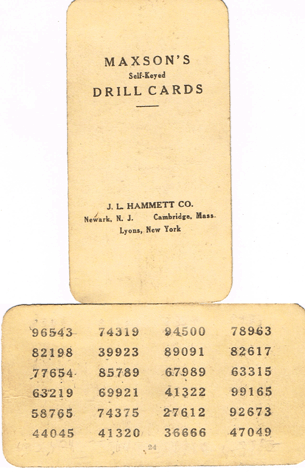 MAXSON'S
Self-Keyed
DRILL CARDS
J. L. HAMMETT CO.
Newark, N. J. Cambridge, Mass.
Lyons, New York
96543 74319 94500 78963
82198 39923 89091 82617
77654 85789 67989 63315
63219 69921 41322 99165
58765 74375 27612 92673
44045 41320 36666 47049